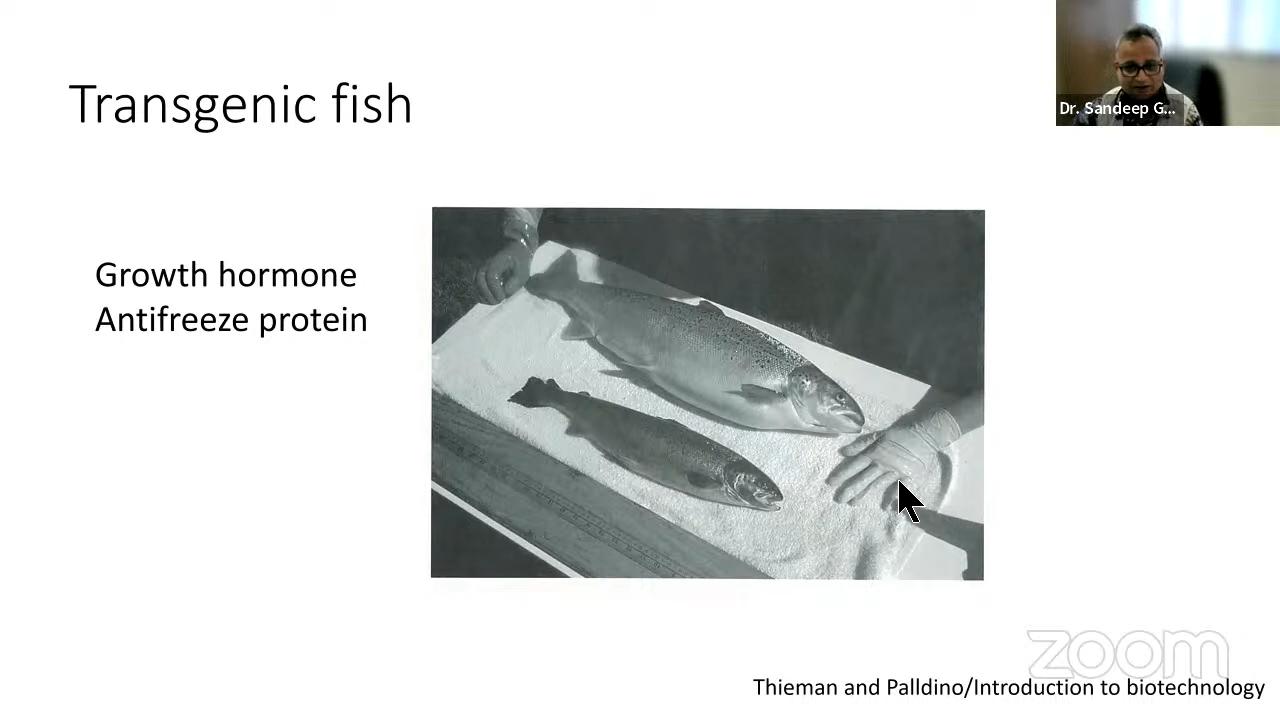 Transgenic fish
Dr. Sandeep G...
Growth hormone
Antifreeze protein
zoom
Thieman and Palldino/Introduction to biotechnology